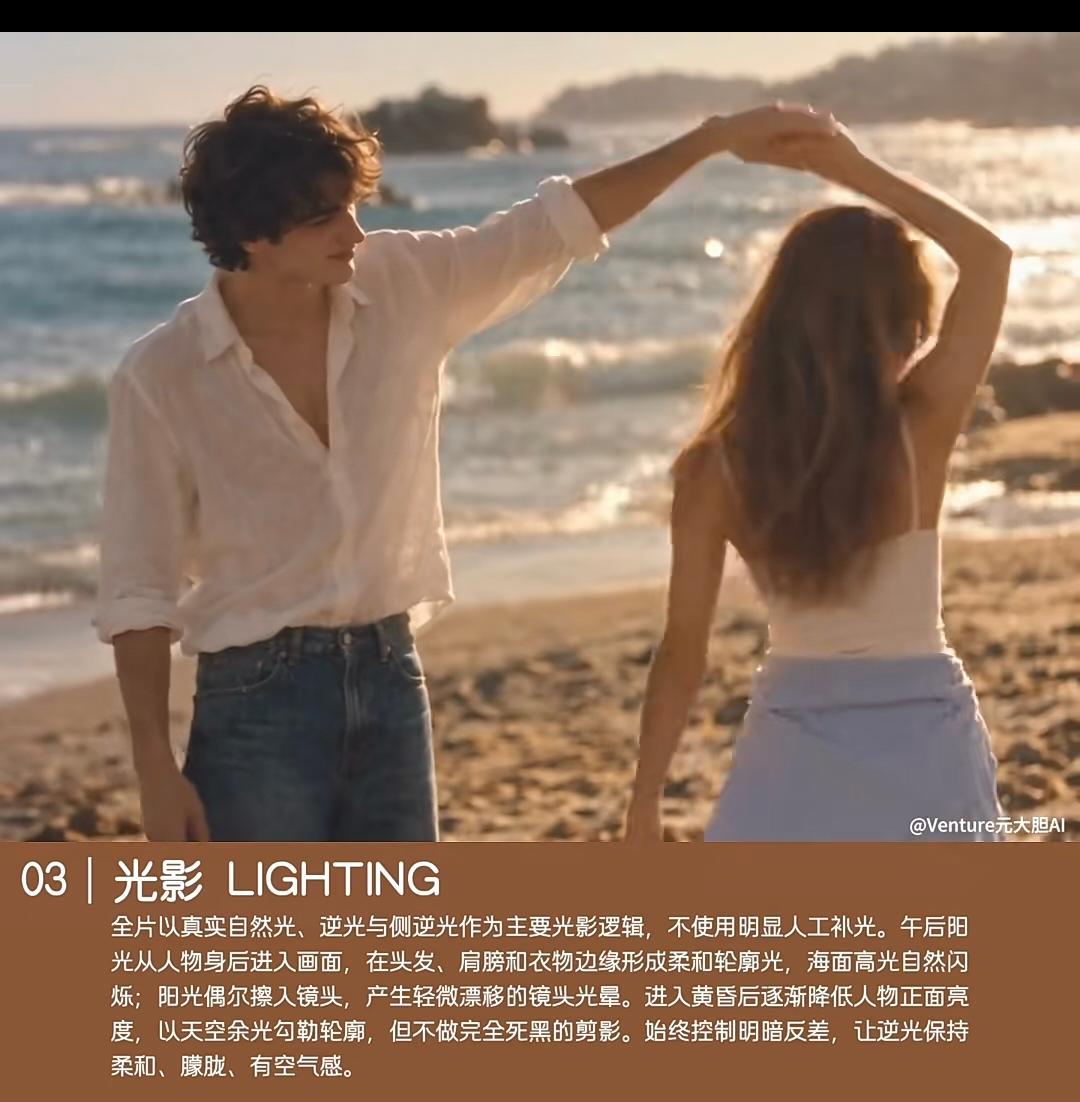 @Venture元大胆AI
03 | 光影 LIGHTING
全片以真实自然光、逆光与侧逆光作为主要光影逻辑，不使用明显人工补光。午后阳
光从人物身后进入画面，在头发、肩膀和衣物边缘形成柔和轮廓光，海面高光自然闪
烁；阳光偶尔擦入镜头，产生轻微漂移的镜头光晕。进入黄昏后逐渐降低人物正面亮
度，以天空余光勾勒轮廓，但不做完全死黑的剪影。始终控制明暗反差，让逆光保持
柔和、朦胧、有空气感。